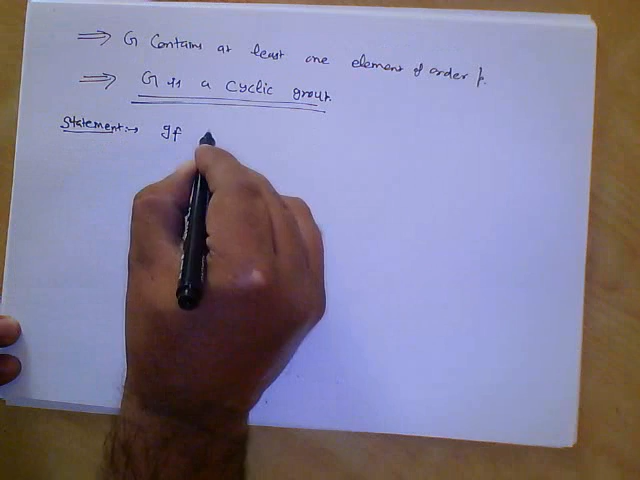 ⇒ G Contains at least one element of order p.
⇒ G is a cyclic group.
Statement:→ If